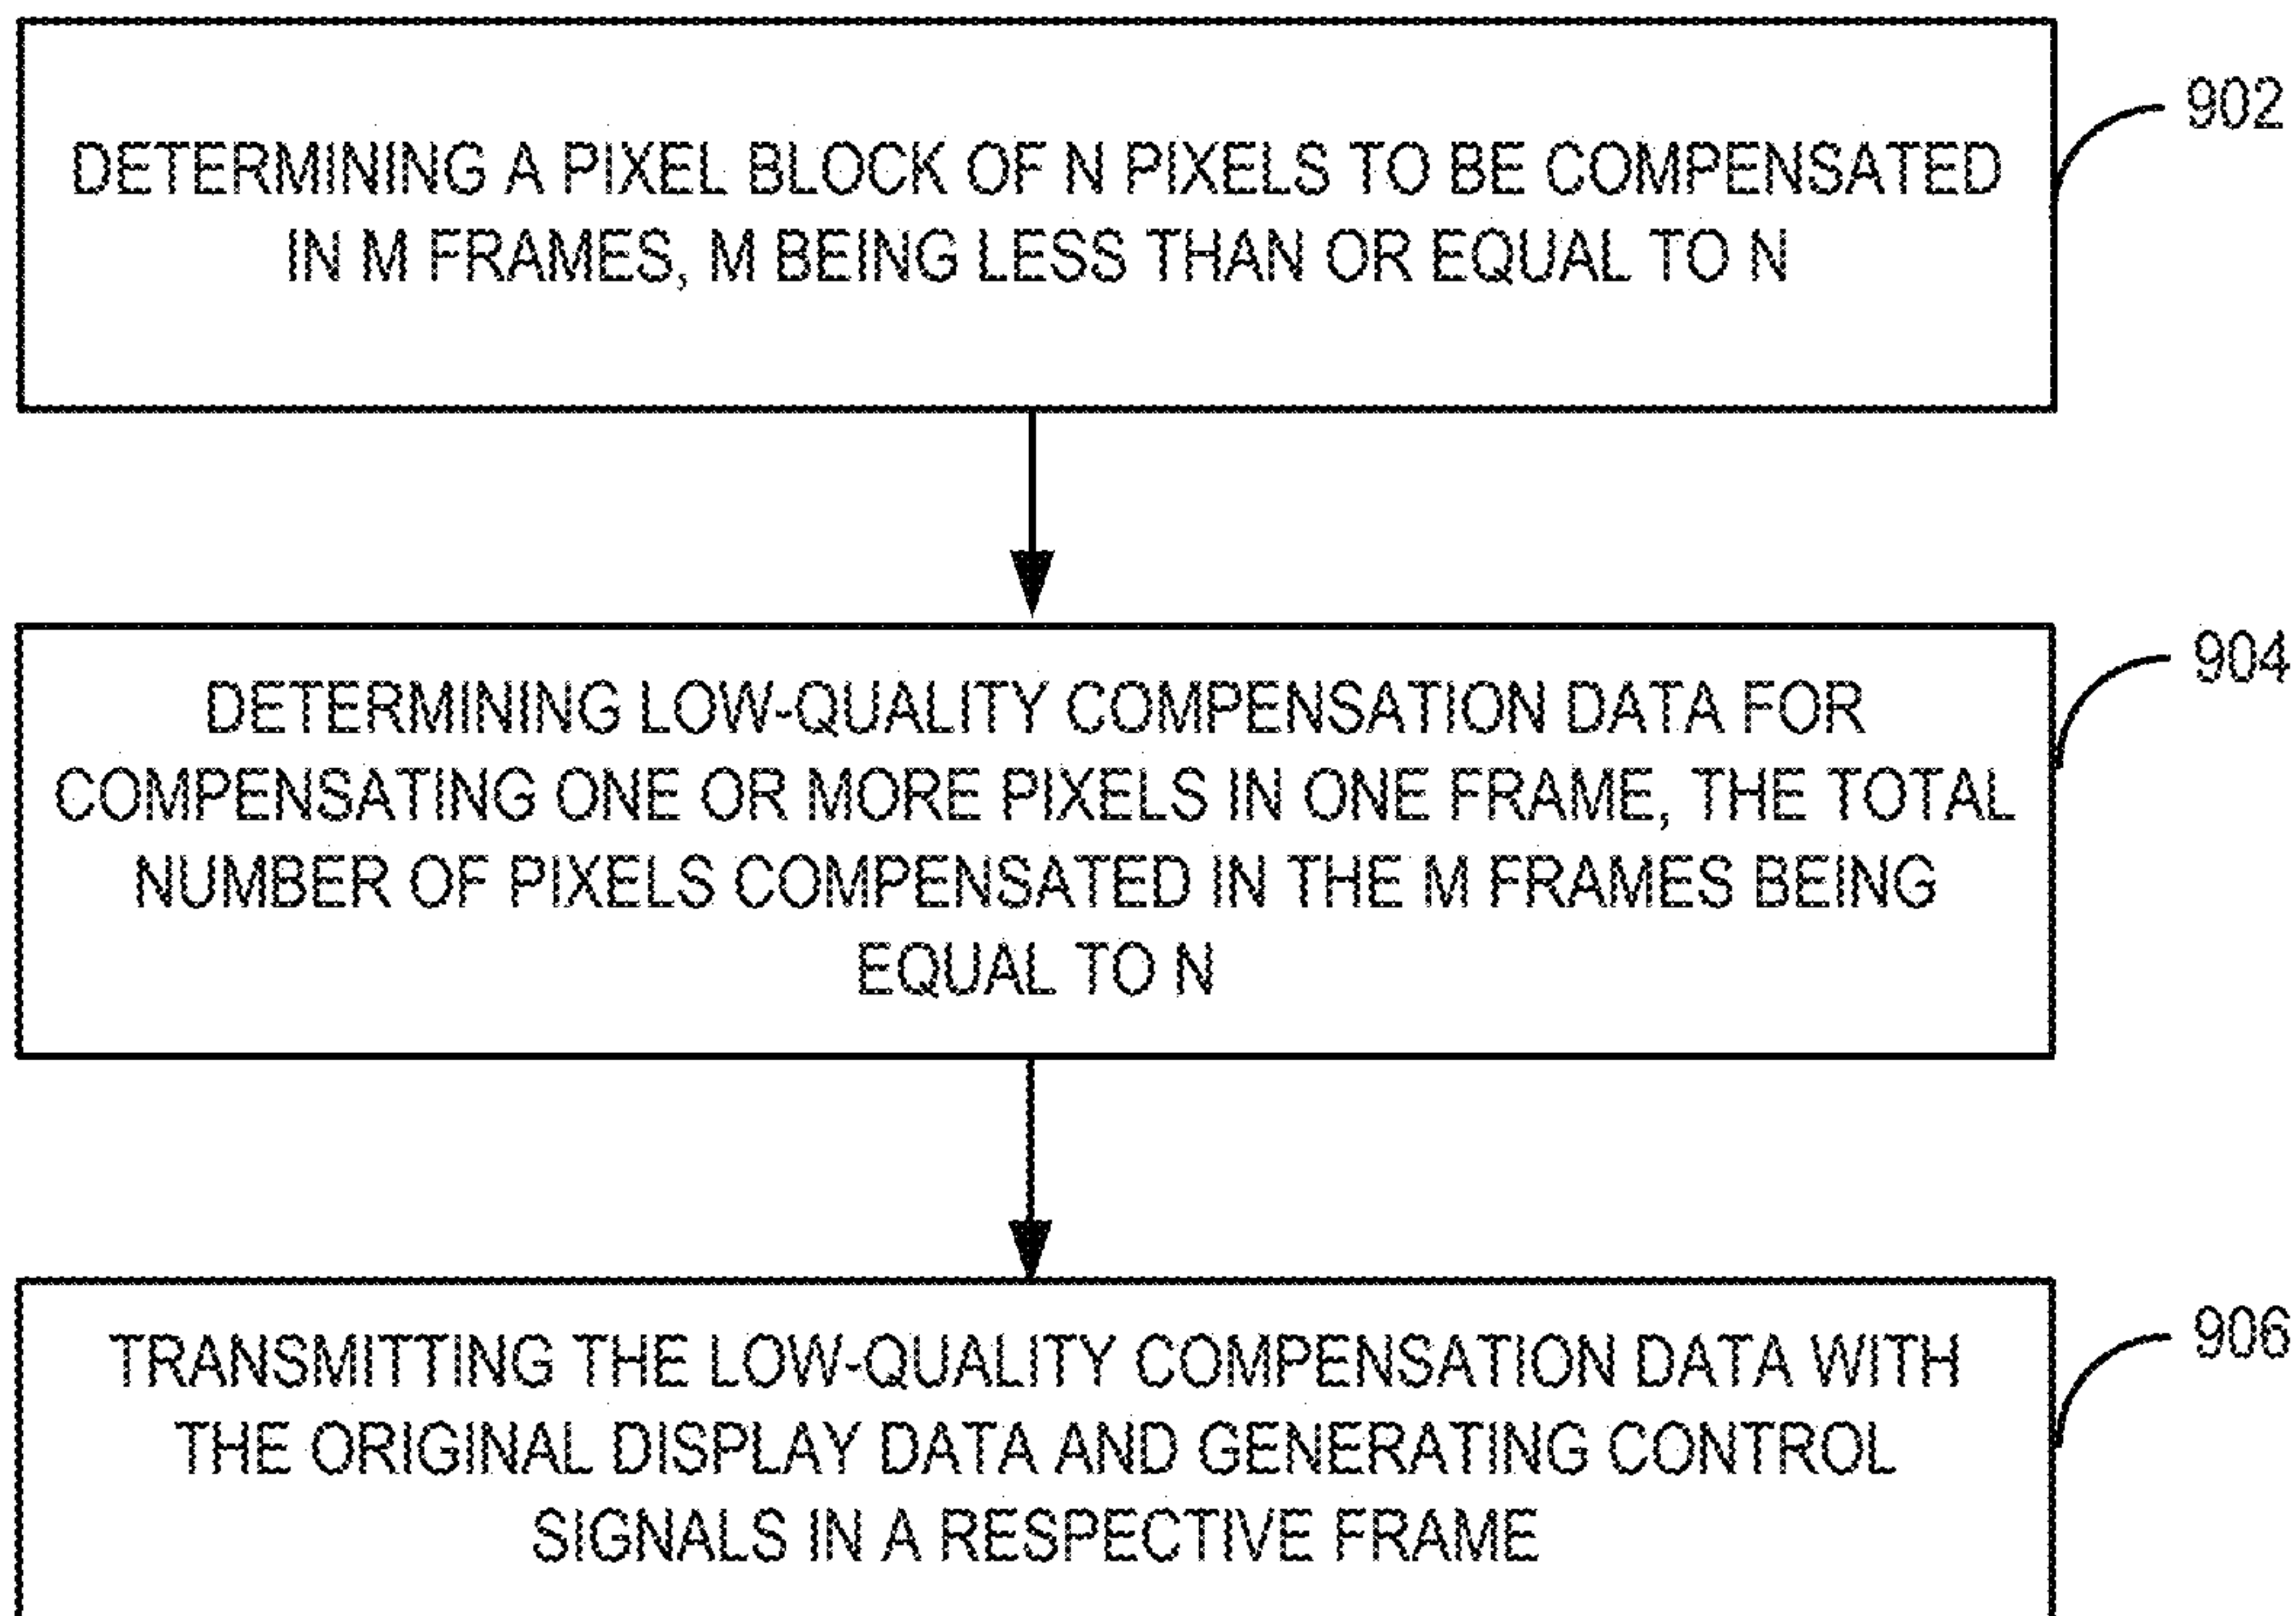 902
DETERMINING A PIXEL BLOCK OF N PIXELS TO BE COMPENSATED
IN M FRAMES, M BEING LESS THAN OR EQUAL TO N
904
DETERMINING LOW-QUALITY COMPENSATION DATA FOR
COMPENSATING ONE OR MORE PIXELS IN ONE FRAME, THE TOTAL
NUMBER OF PIXELS COMPENSATED IN THE M FRAMES BEING
EQUAL TO N
906
TRANSMITTING THE LOW-QUALITY COMPENSATION DATA WITH
THE ORIGINAL DISPLAY DATA AND GENERATING CONTROL
SIGNALS IN A RESPECTIVE FRAME